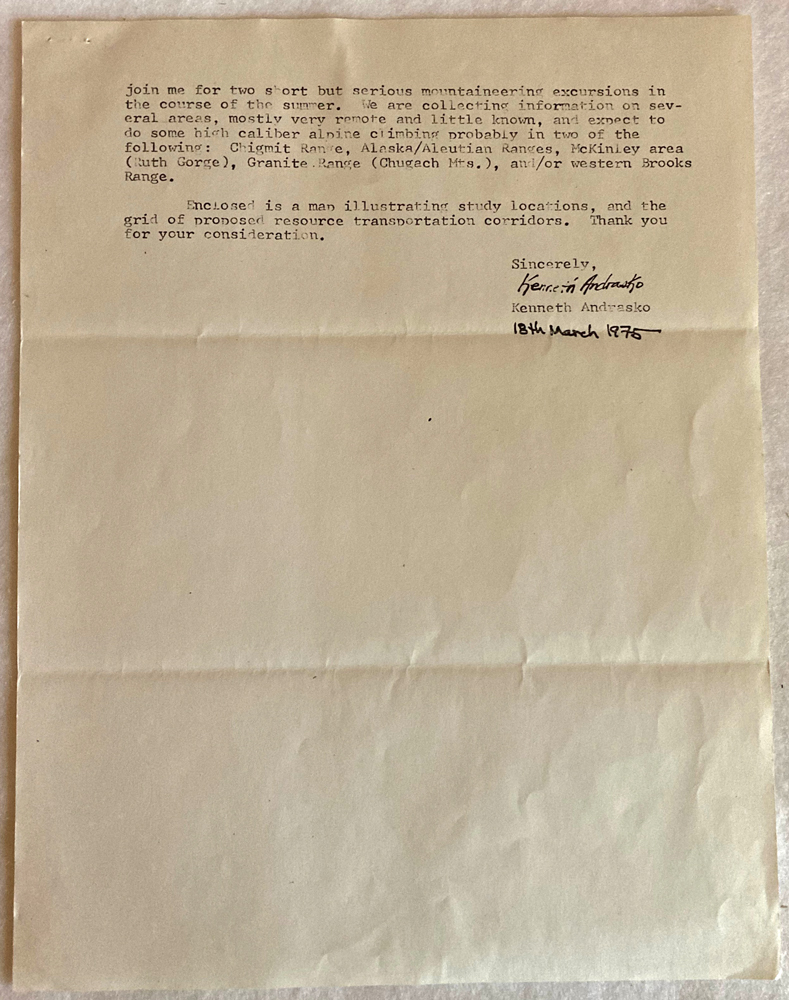 join me for two short but serious mountaineering excursions in
the course of the summer.  We are collecting information on sev-
eral areas, mostly very remote and little known, and expect to
do some high caliber alpine climbing probably in two of the
following:  Chigmit Range, Alaska/Aleutian Ranges, McKinley area
(Ruth Gorge), Granite Range (Chugach Mts.), and/or western Brooks
Range.
Enclosed is a map illustrating study locations, and the
grid of proposed resource transportation corridors.  Thank you
for your consideration.
Sincerely,
Kenneth Andrasko
Kenneth Andrasko
18th March 1975